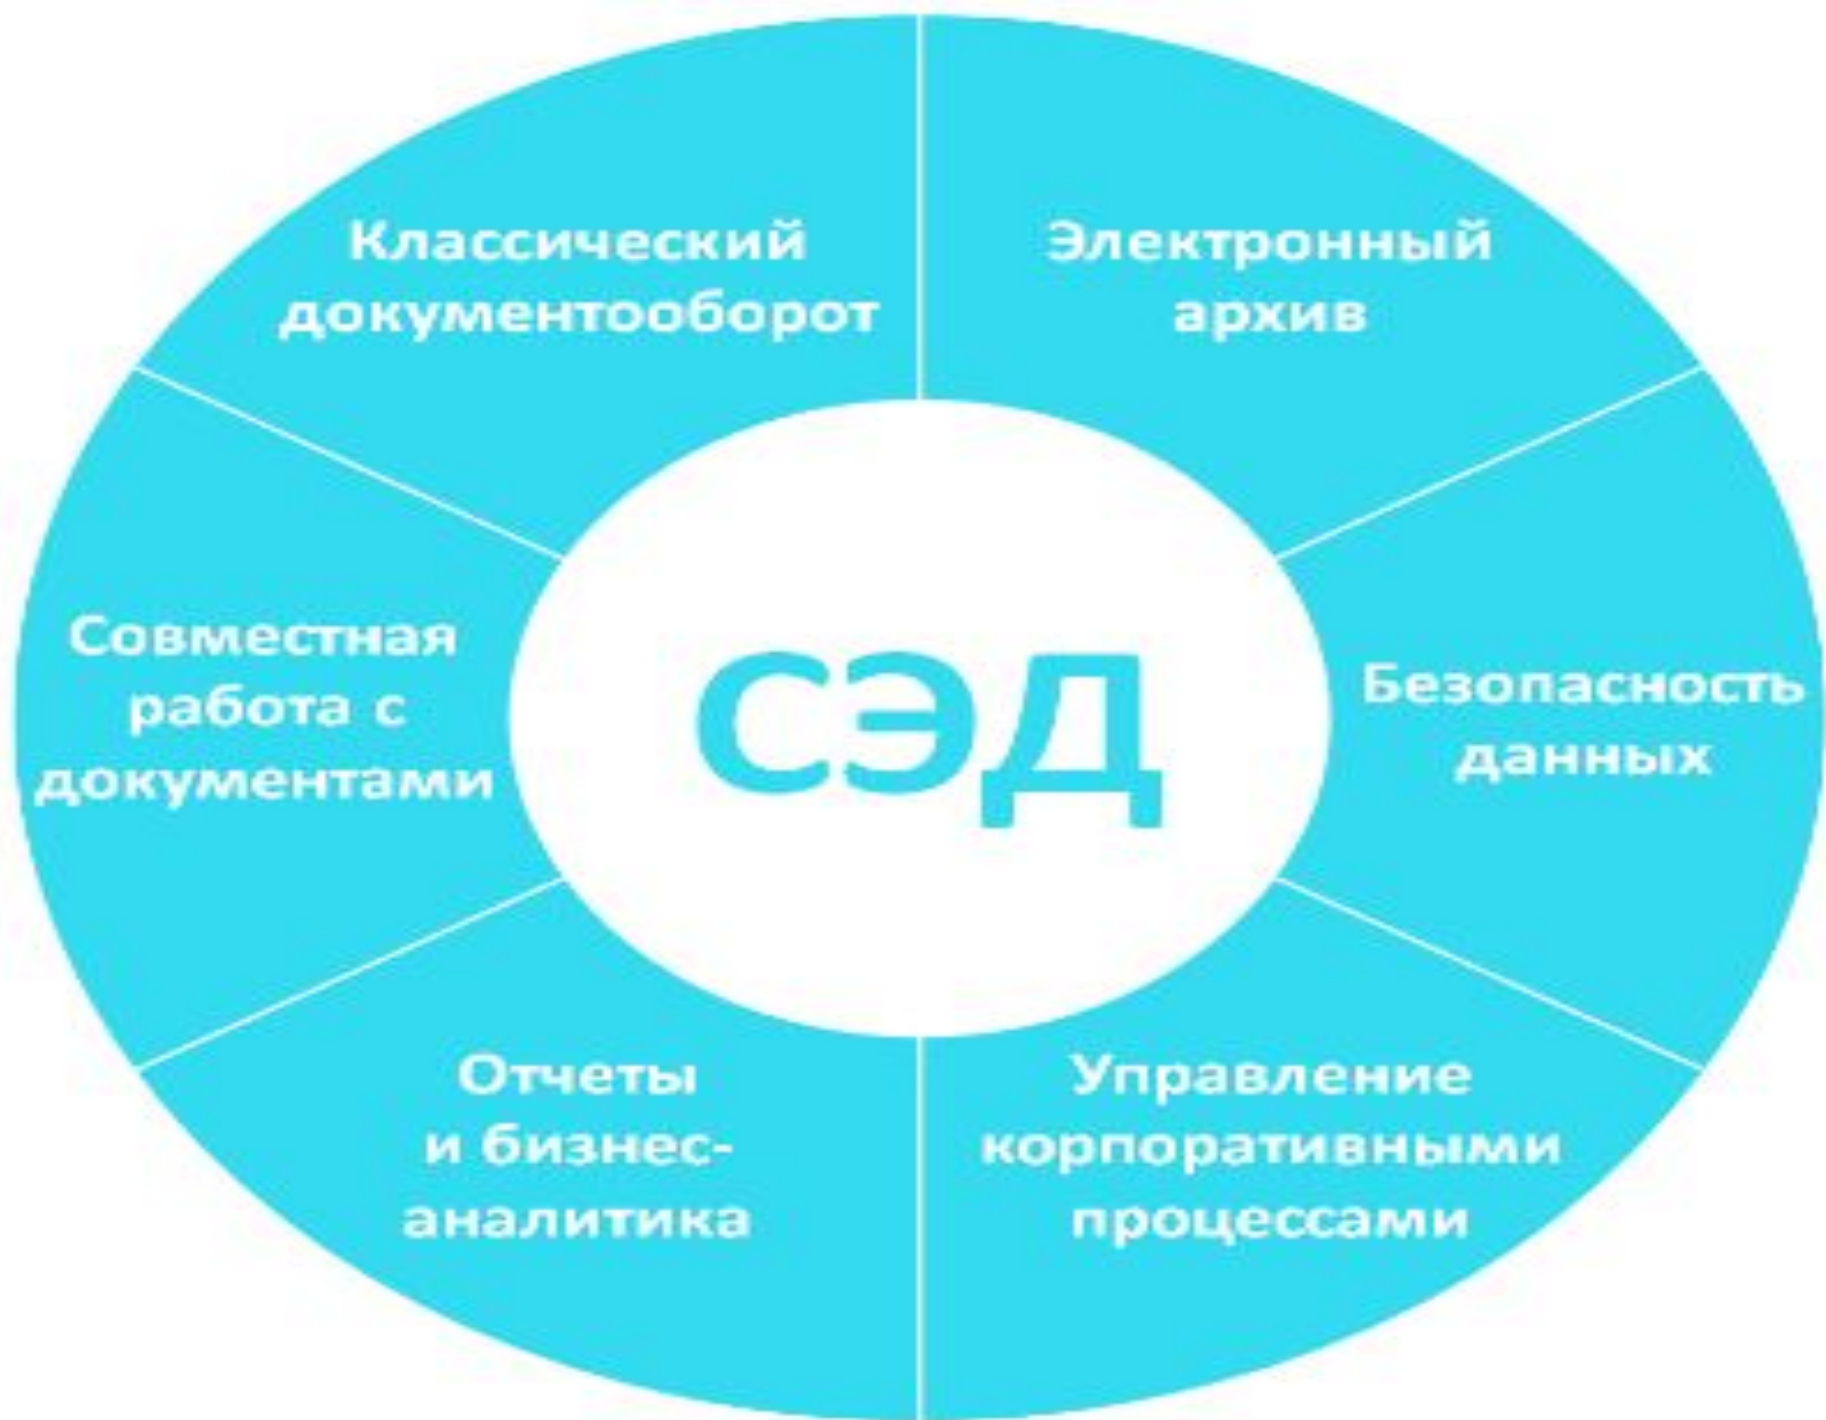 Классический
документооборот
Электронный
архив
Совместная
работа с
документами
СЭД
Безопасность
данных
Отчеты
и бизнес-
аналитика
Управление
корпоративными
процессами